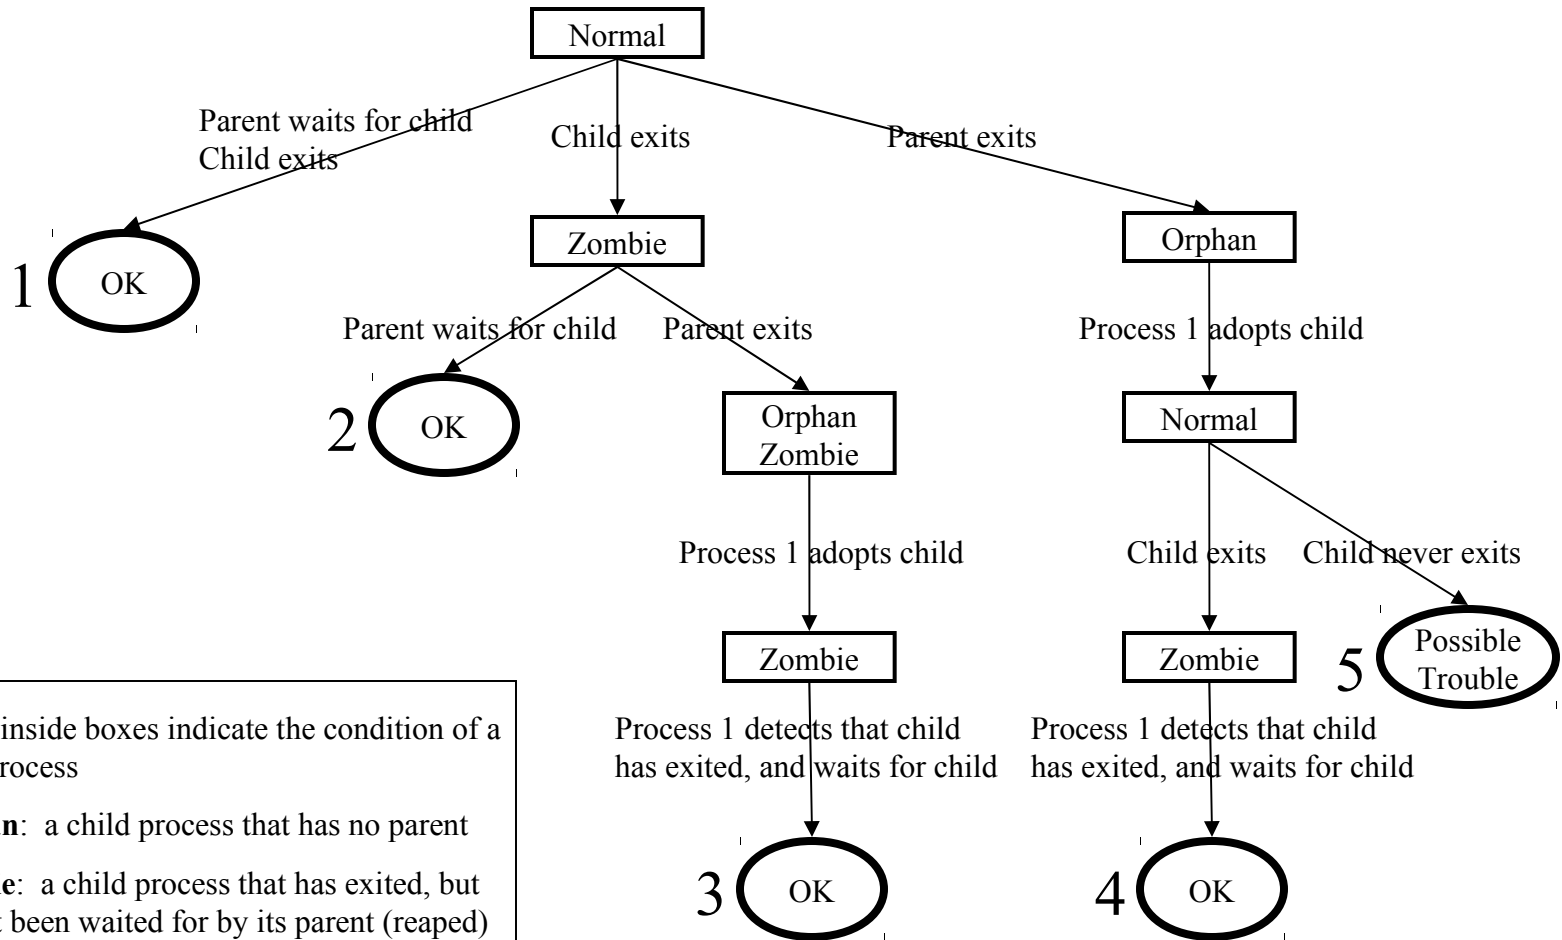 Normal
Parent waits for child
Child exits
Child exits
Parent exits
1
OK
Zombie
Orphan
Parent waits for child
Parent exits
Process 1 adopts child
2
OK
Orphan
Zombie
Normal
Process 1 adopts child
Child exits
Child never exits
Zombie
Zombie
5
Possible
Trouble
Process 1 detects that child
has exited, and waits for child
Process 1 detects that child
has exited, and waits for child
3
OK
4
OK
inside boxes indicate the condition of a
rocess
n: a child process that has no parent
e: a child process that has exited, but
t been waited for by its parent (reaped)